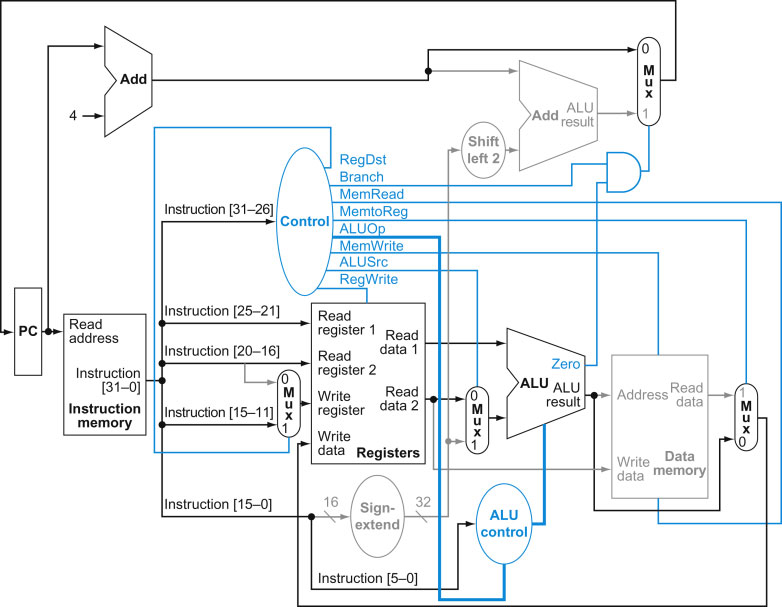 0
M
u
x
1
Add
4
Add
ALU
result
Shift
left 2
RegDst
Branch
MemRead
MemtoReg
ALUOp
MemWrite
ALUSrc
RegWrite
Control
Instruction [31–26]
Instruction [25–21]
Instruction [20–16]
Instruction [15–11]
Instruction [15–0]
Instruction [5–0]
PC
Read
address
Instruction
[31–0]
Instruction
memory
0
M
u
x
1
Read
register 1
Read
register 2
Write
register
Write
data
Read
data 1
Read
data 2
Registers
0
M
u
x
1
Zero
ALU
ALU
result
Address
Read
data
Write
data
Data
memory
1
M
u
x
0
16
Sign-
extend
32
ALU
control